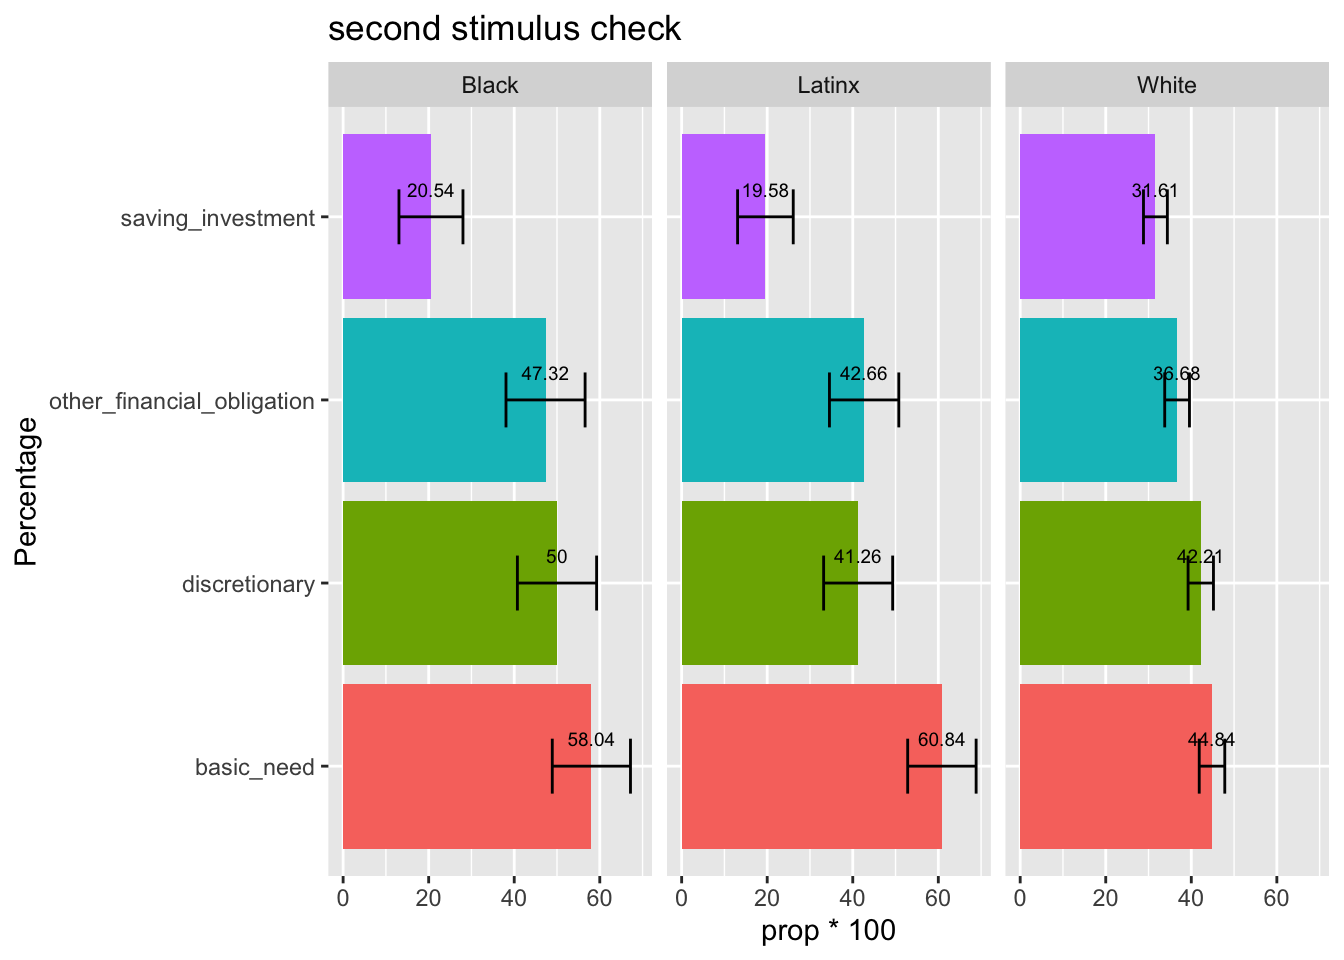 second stimulus check
Black Latinx White
Percentage
saving_investment 20.54 19.58 31.61
other_financial_obligation 47.32 42.66 36.68
discretionary 50 41.26 42.21
basic_need 58.04 60.84 44.84
0 20 40 60 0 20 40 60 0 20 40 60
prop * 100